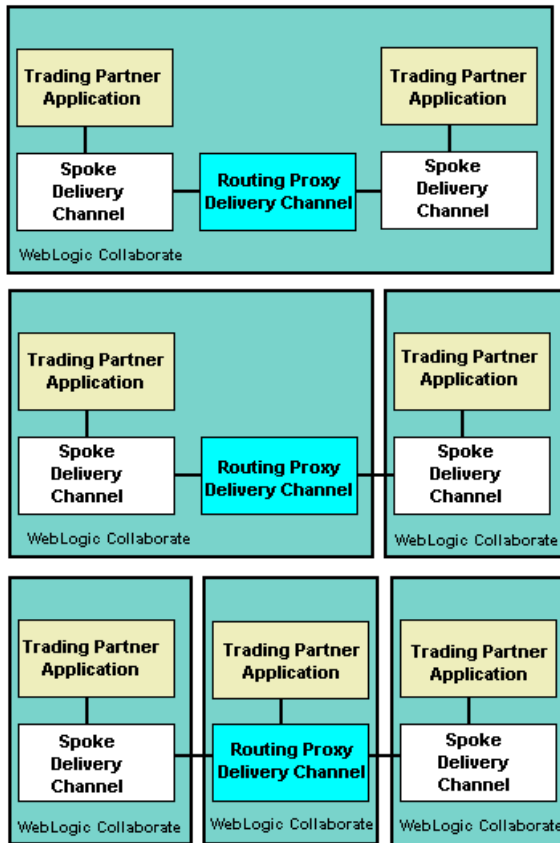 Trading Partner
Application
Trading Partner
Application
Spoke
Delivery
Channel
Routing Proxy
Delivery Channel
Spoke
Delivery
Channel
WebLogic Collaborate
Trading Partner
Application
Trading Partner
Application
Spoke
Delivery
Channel
Routing Proxy
Delivery Channel
Spoke
Delivery
Channel
WebLogic Collaborate
WebLogic Collaborate
Trading Partner
Application
Trading Partner
Application
Trading Partner
Application
Spoke
Delivery
Channel
Routing Proxy
Delivery Channel
Spoke
Delivery
Channel
WebLogic Collaborate
WebLogic Collaborate
WebLogic Collaborate